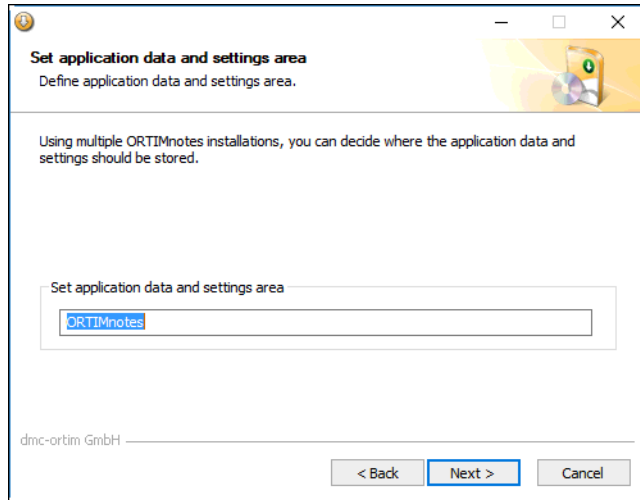 Set application data and settings area
Define application data and settings area.
Using multiple ORTIMnotes installations, you can decide where the application data and
settings should be stored.
Set application data and settings area
ORTIMnotes
dmc-ortim GmbH
< Back
Next >
Cancel